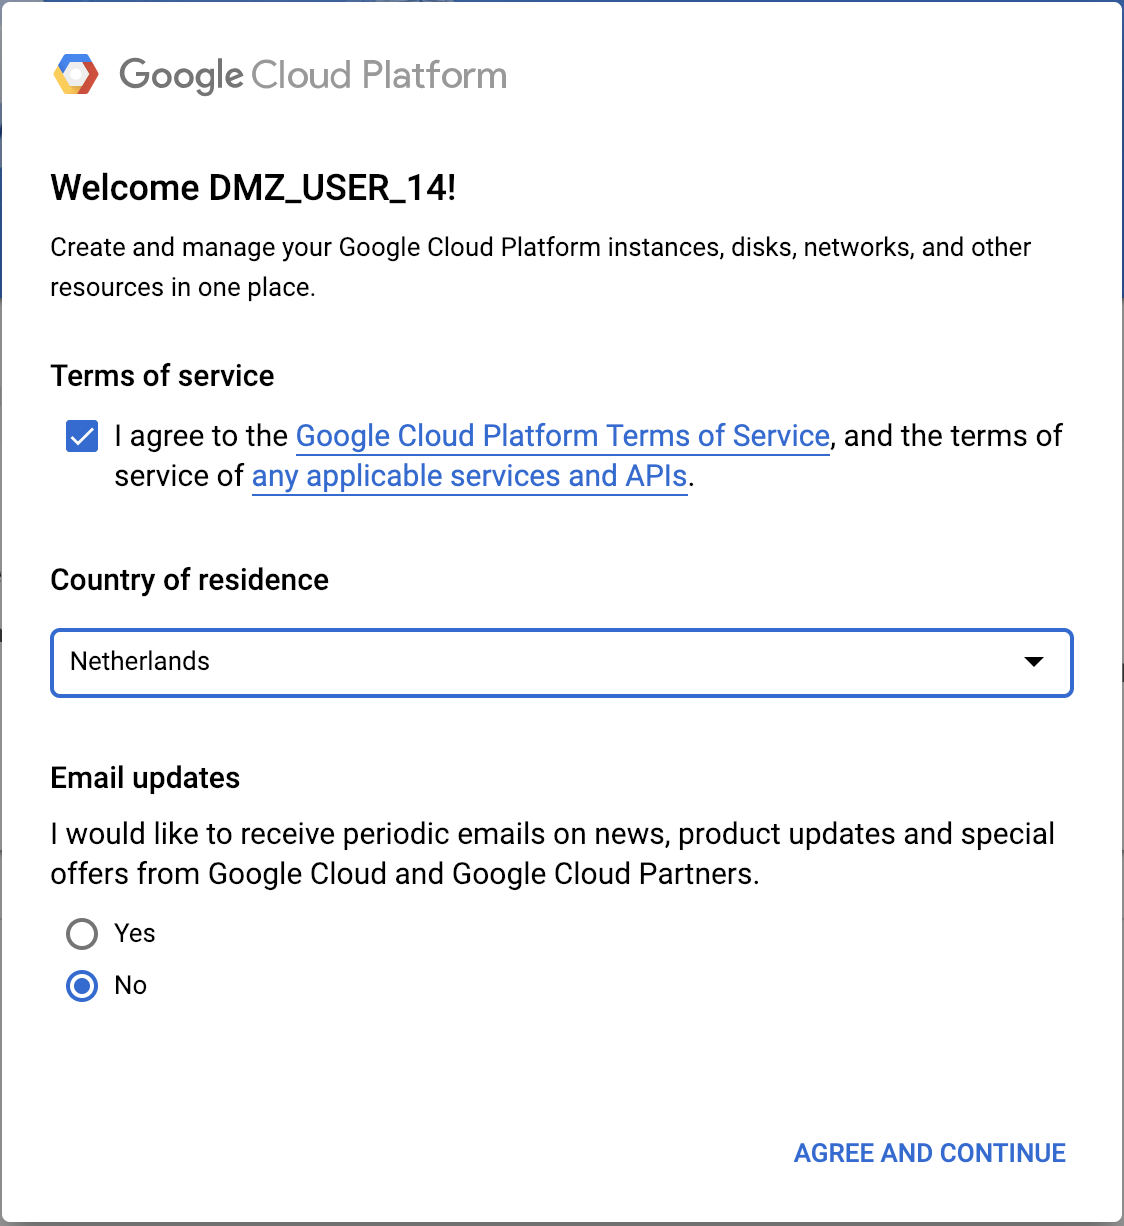 Google Cloud Platform
Welcome DMZ_USER_14!
Create and manage your Google Cloud Platform instances, disks, networks, and other
resources in one place.
Terms of service
I agree to the Google Cloud Platform Terms of Service, and the terms of
service of any applicable services and APIs.
Country of residence
Netherlands
Email updates
I would like to receive periodic emails on news, product updates and special
offers from Google Cloud and Google Cloud Partners.
Yes
No
AGREE AND CONTINUE